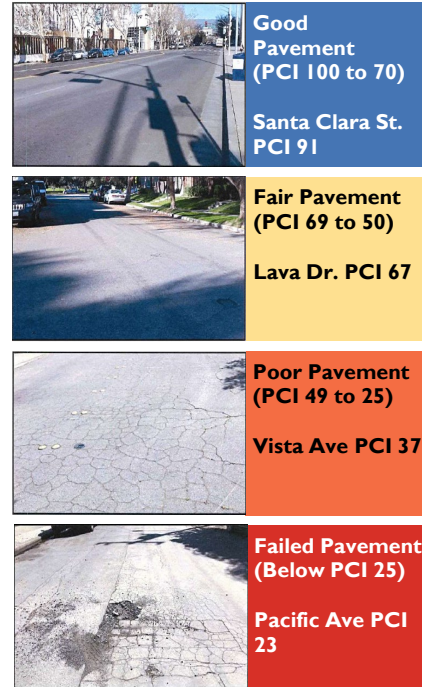 Good
Pavement
(PCI 100 to 70)
Santa Clara St.
PCI 91
Fair Pavement
(PCI 69 to 50)
Lava Dr. PCI 67
Poor Pavement
(PCI 49 to 25)
Vista Ave PCI 37
Failed Pavement
(Below PCI 25)
Pacific Ave PCI
23